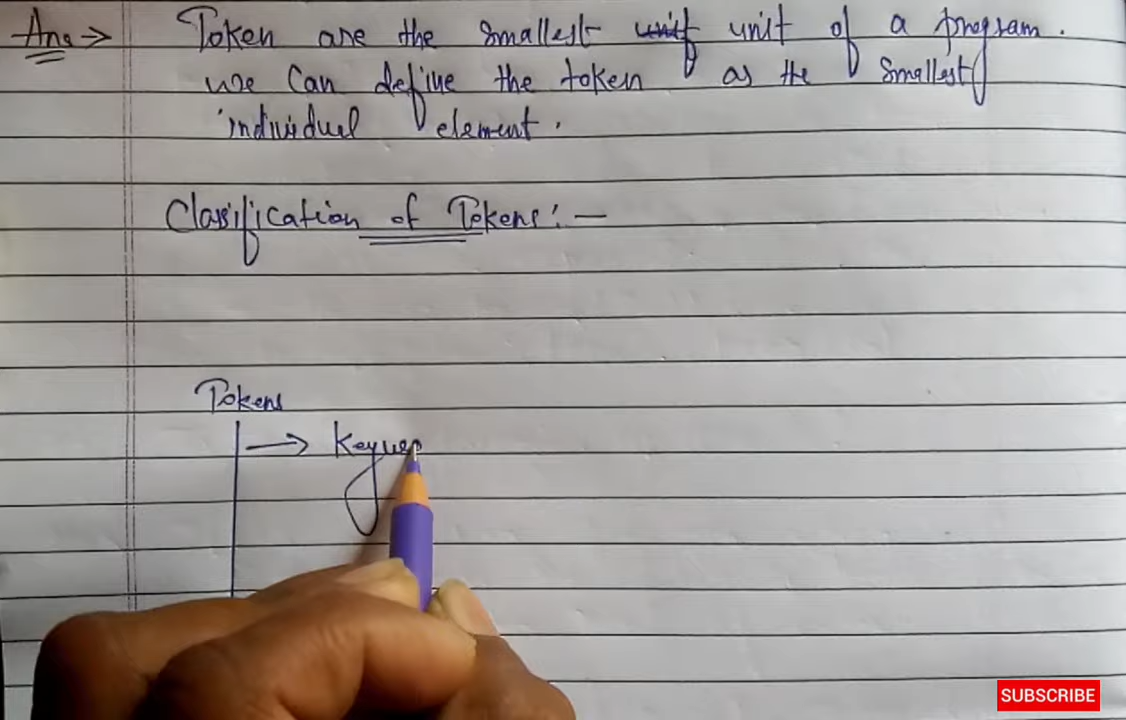 Ans → Token are the smallest unit unit of a program.
we can define the token as the smallest
individual element.
Classification of Tokens:—
Tokens
→ Keywo
SUBSCRIBE